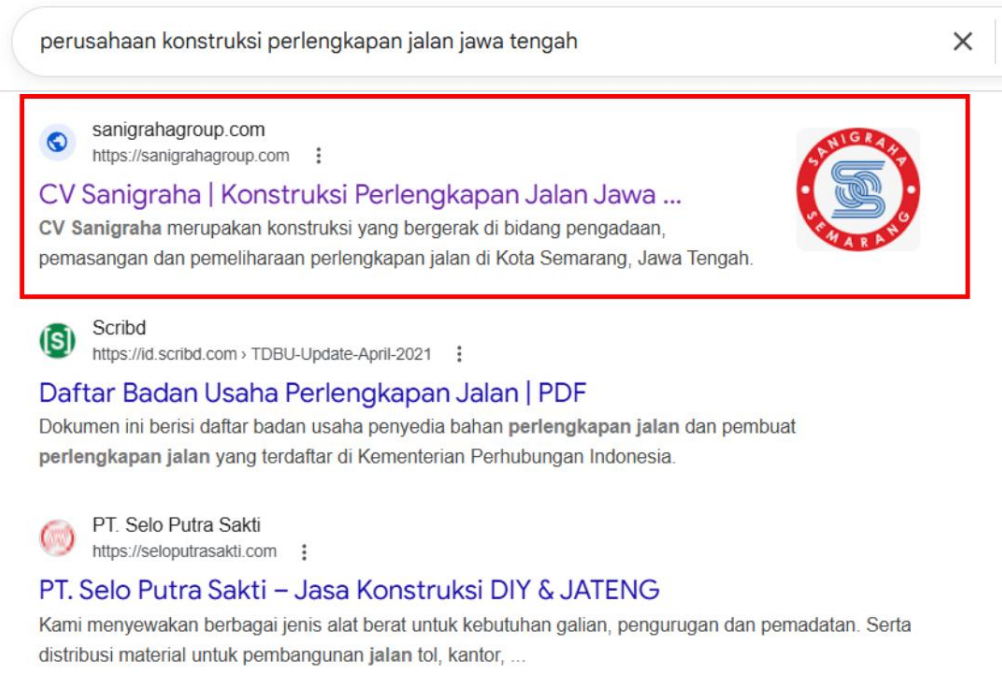 perusahaan konstruksi perlengkapan jalan jawa tengah
sanigrahagroup.com
https://sanigrahagroup.com
CV Sanigraha | Konstruksi Perlengkapan Jalan Jawa ...
CV Sanigraha merupakan konstruksi yang bergerak di bidang pengadaan,
pemasangan dan pemeliharaan perlengkapan jalan di Kota Semarang, Jawa Tengah.
SANIGRAHA
SEMARANG
Scribd
https://id.scribd.com › TDBU-Update-April-2021
Daftar Badan Usaha Perlengkapan Jalan | PDF
Dokumen ini berisi daftar badan usaha penyedia bahan perlengkapan jalan dan pembuat
perlengkapan jalan yang terdaftar di Kementerian Perhubungan Indonesia.
PT. Selo Putra Sakti
https://seloputrasakti.com
PT. Selo Putra Sakti – Jasa Konstruksi DIY & JATENG
Kami menyewakan berbagai jenis alat berat untuk kebutuhan galian, pengurugan dan pemadatan. Serta
distribusi material untuk pembangunan jalan tol, kantor, ...